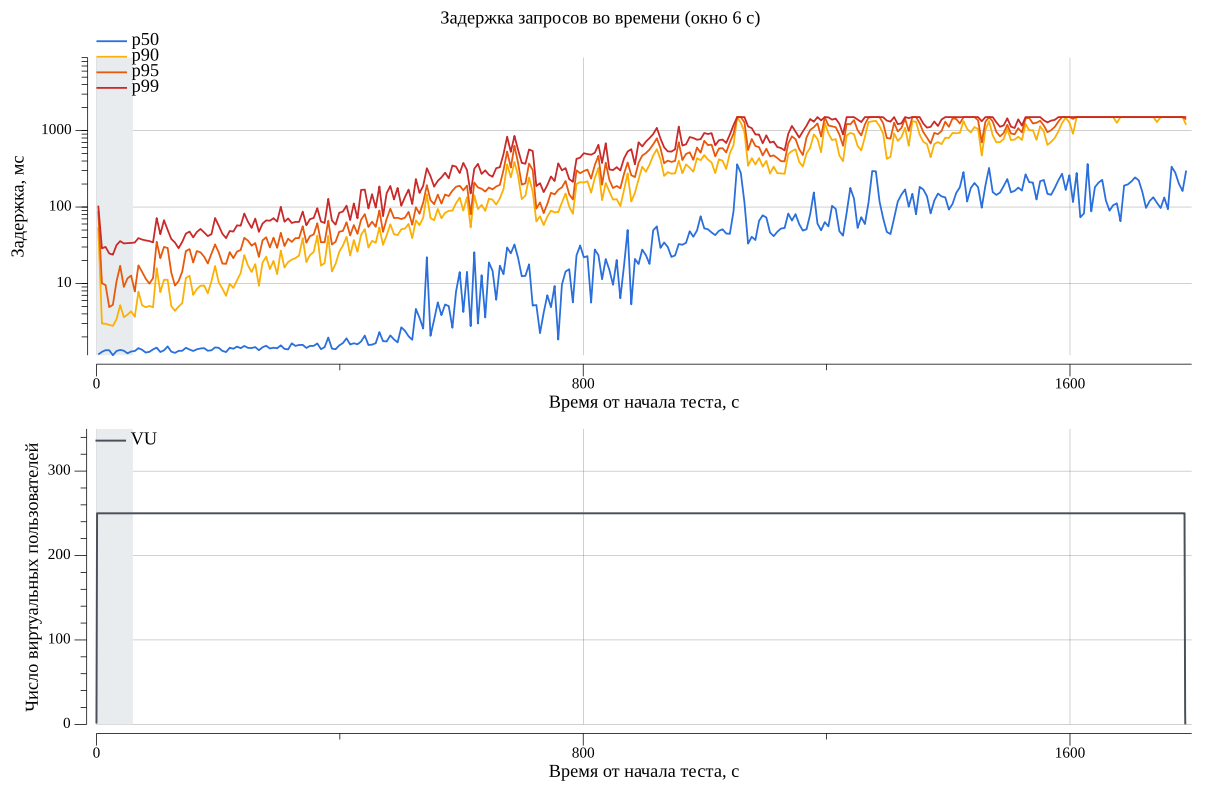 Задержка запросов во времени (окно 6 с)
p50
p90
p95
p99
Задержка, мс
1000
100
10
0
800
1600
Время от начала теста, с
VU
Число виртуальных пользователей
300
200
100
0
0
800
1600
Время от начала теста, с